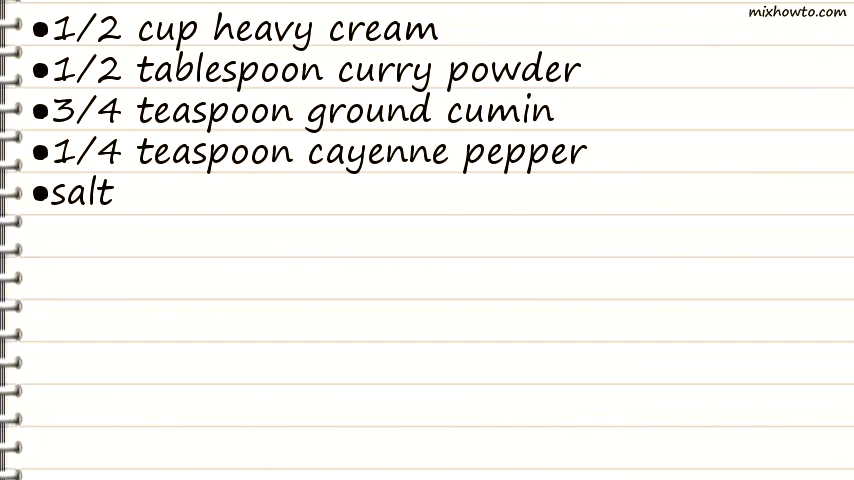 mixhowto.com
•1/2 cup heavy cream
•1/2 tablespoon curry powder
•3/4 teaspoon ground cumin
•1/4 teaspoon cayenne pepper
•salt